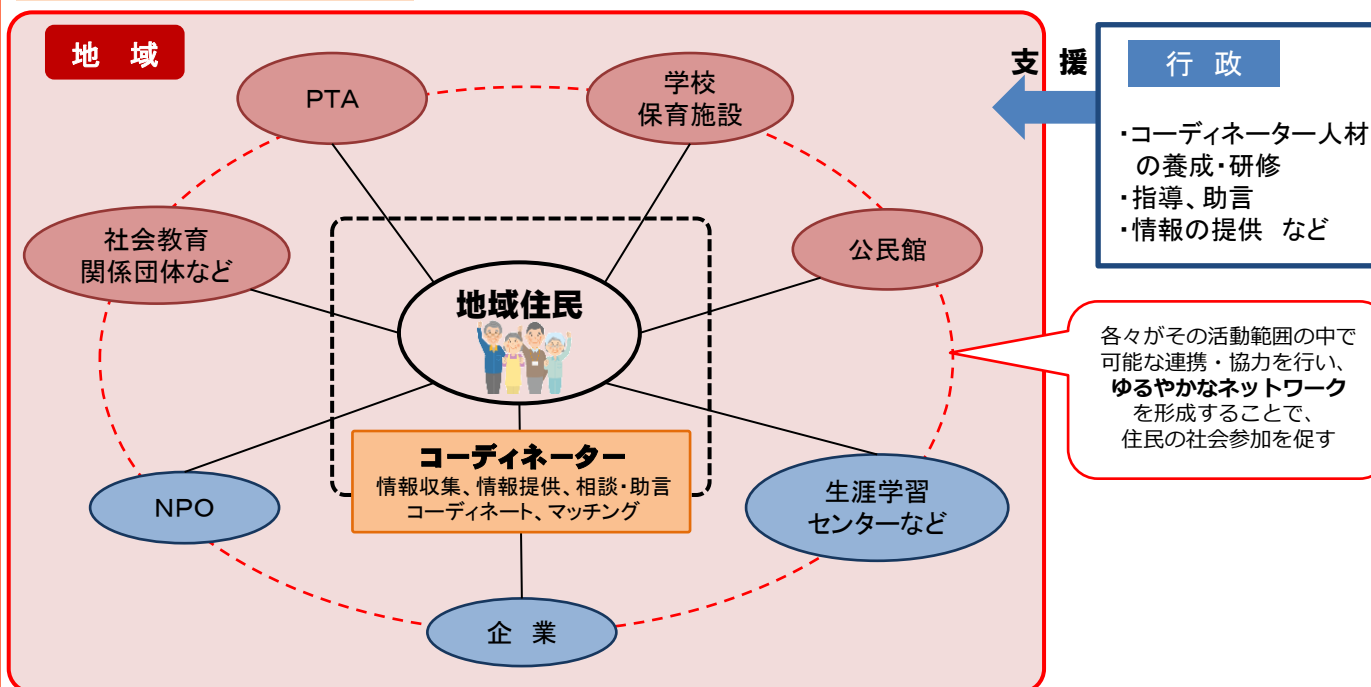 地 域
支 援
行 政
・コーディネーター人材
の養成・研修
・指導、助言
・情報の提供 など
PTA
学校
保育施設
社会教育
関係団体など
公民館
地域住民
各々がその活動範囲の中で
可能な連携・協力を行い、
ゆるやかなネットワーク
を形成することで、
住民の社会参加を促す
コーディネーター
情報収集、情報提供、相談・助言
コーディネート、マッチング
NPO
生涯学習
センターなど
企 業